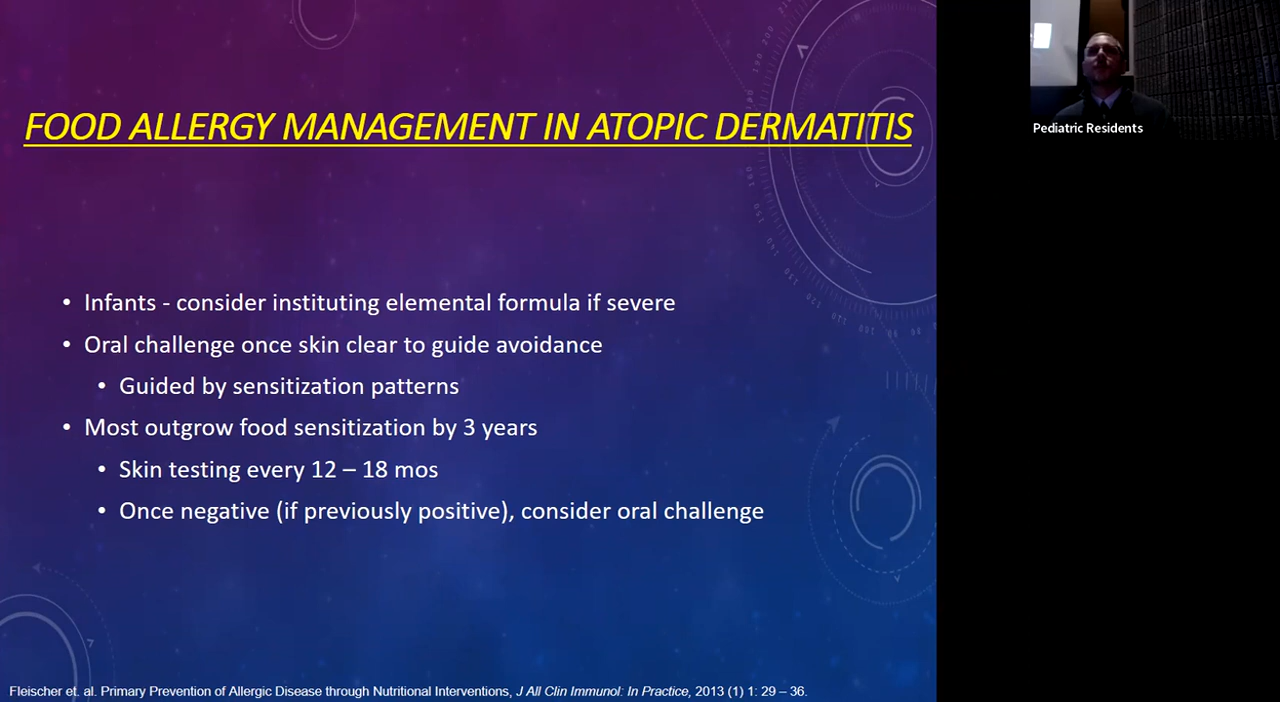 FOOD ALLERGY MANAGEMENT IN ATOPIC DERMATITIS
Pediatric Residents
• Infants - consider instituting elemental formula if severe
• Oral challenge once skin clear to guide avoidance
• Guided by sensitization patterns
• Most outgrow food sensitization by 3 years
• Skin testing every 12 – 18 mos
• Once negative (if previously positive), consider oral challenge
Fleischer et. al. Primary Prevention of Allergic Disease through Nutritional Interventions, J All Clin Immunol: In Practice, 2013 (1) 1: 29 – 36.